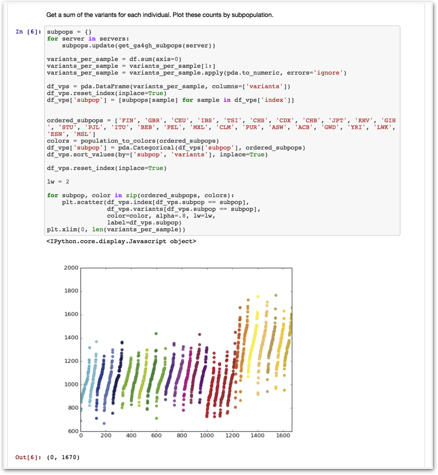 Get a sum of the variants for each individual. Plot these counts by subpopulation.
In [6]: subpops = {}
for server in servers:
    subpops.update(get_ga4gh_subpops(server))
variants_per_sample = df.sum(axis=0)
variants_per_sample = variants_per_sample[1:]
variants_per_sample = variants_per_sample.apply(pda.to_numeric, errors='ignore')
df_vps = pda.DataFrame(variants_per_sample, columns=['variants'])
df_vps.reset_index(inplace=True)
df_vps['subpop'] = [subpops[sample] for sample in df_vps['index']]
ordered_subpops = ['FIN', 'GBR', 'CEU', 'IBS', 'TSI', 'CHS', 'CDX', 'CHB', 'JPT', 'KHV', 'GIH
', 'STU', 'PJL', 'ITU', 'BEB', 'PEL', 'MXL', 'CLM', 'PUR', 'ASW', 'ACB', 'GWD', 'YRI', 'LWK',
'ESN', 'MSL']
colors = population_to_colors(ordered_subpops)
df_vps['subpop'] = pda.Categorical(df_vps['subpop'], ordered_subpops)
df_vps.sort_values(by=['subpop', 'variants'], inplace=True)
df_vps.reset_index(inplace=True)
lw = 2
for subpop, color in zip(ordered_subpops, colors):
    plt.scatter(df_vps.index[df_vps.subpop == subpop],
                df_vps.variants[df_vps.subpop == subpop],
                color=color, alpha=.8, lw=lw,
                label=df_vps.subpop)
plt.xlim(0, len(variants_per_sample))
<IPython.core.display.Javascript object>
2000
1800
1600
1400
1200
1000
800
600
0 200 400 600 800 1000 1200 1400 1600
Out[6]: (0, 1670)